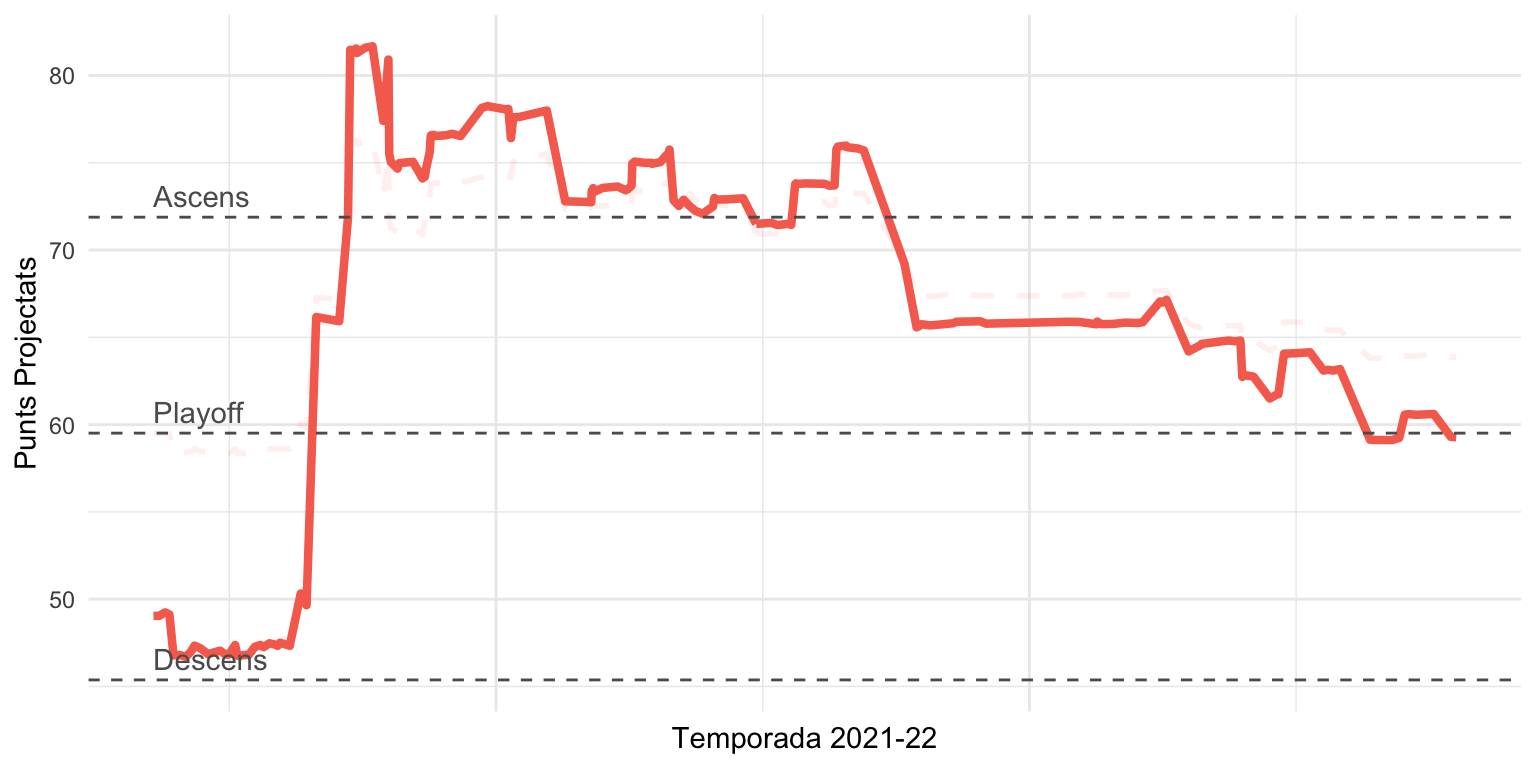 80
70
60
50
Punts Projectats
Ascens
Playoff
Descens
Temporada 2021-22